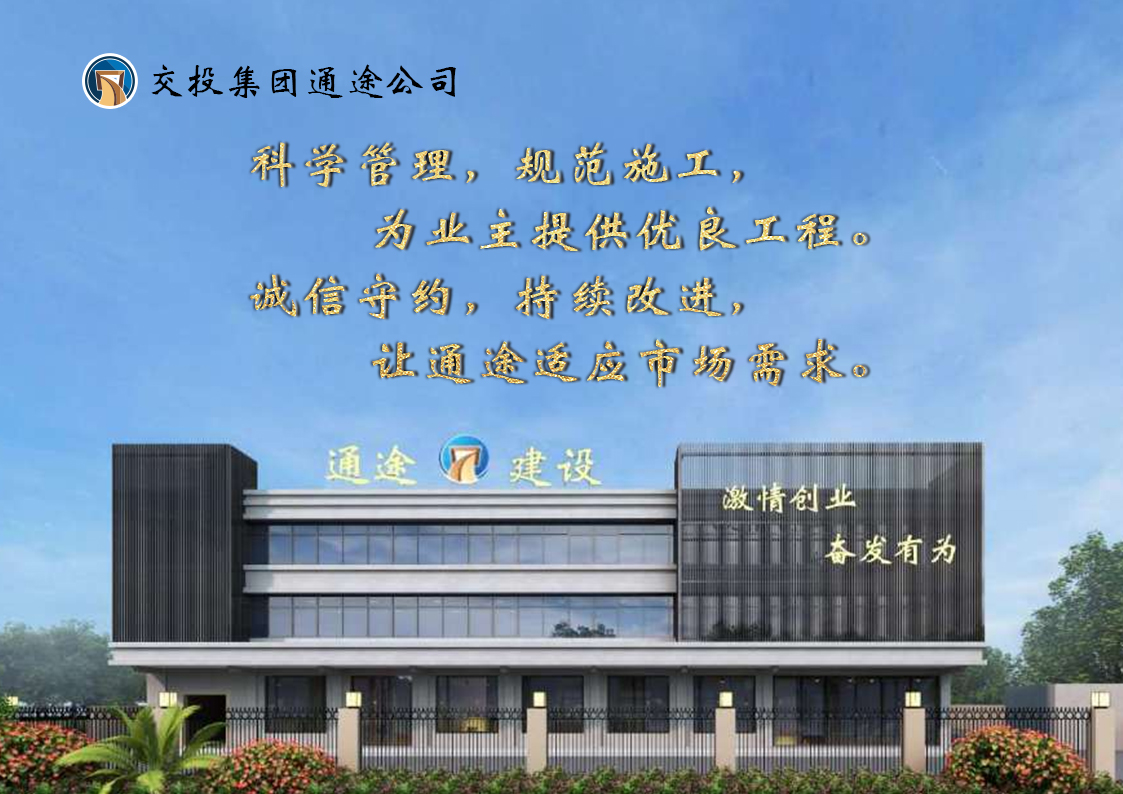 交投集团通途公司
科学管理，规范施工，
为业主提供优良工程。
诚信守约，持续改进，
让通途适应市场需求。
通途 建设
激情创业
奋发有为